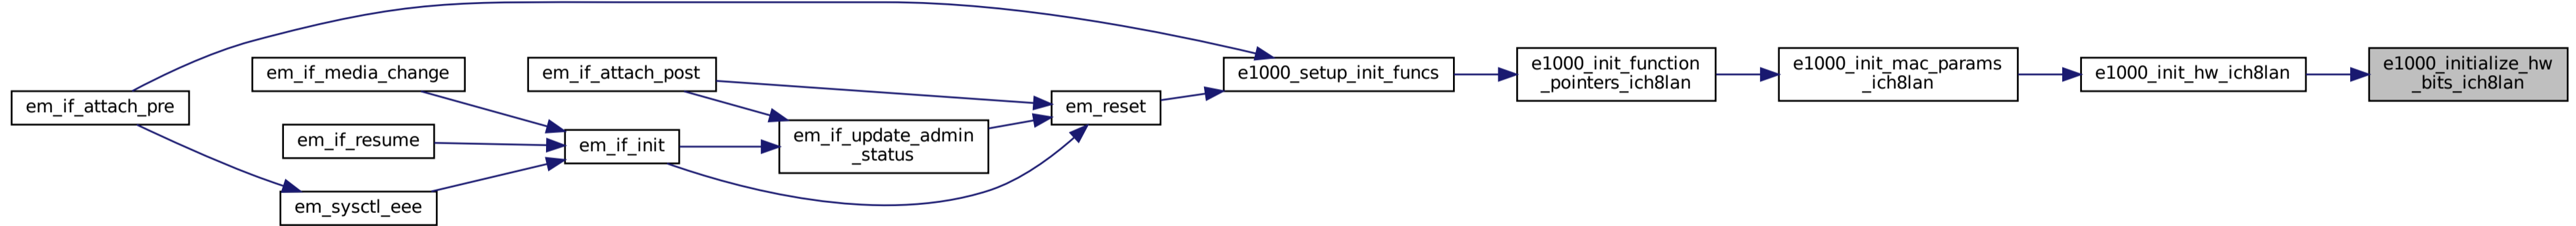 em_if_attach_pre
em_if_media_change
em_if_resume
em_sysctl_eee
em_if_attach_post
em_if_init
em_if_update_admin
_status
em_reset
e1000_setup_init_funcs
e1000_init_function
_pointers_ich8lan
e1000_init_mac_params
_ich8lan
e1000_init_hw_ich8lan
e1000_initialize_hw
_bits_ich8lan